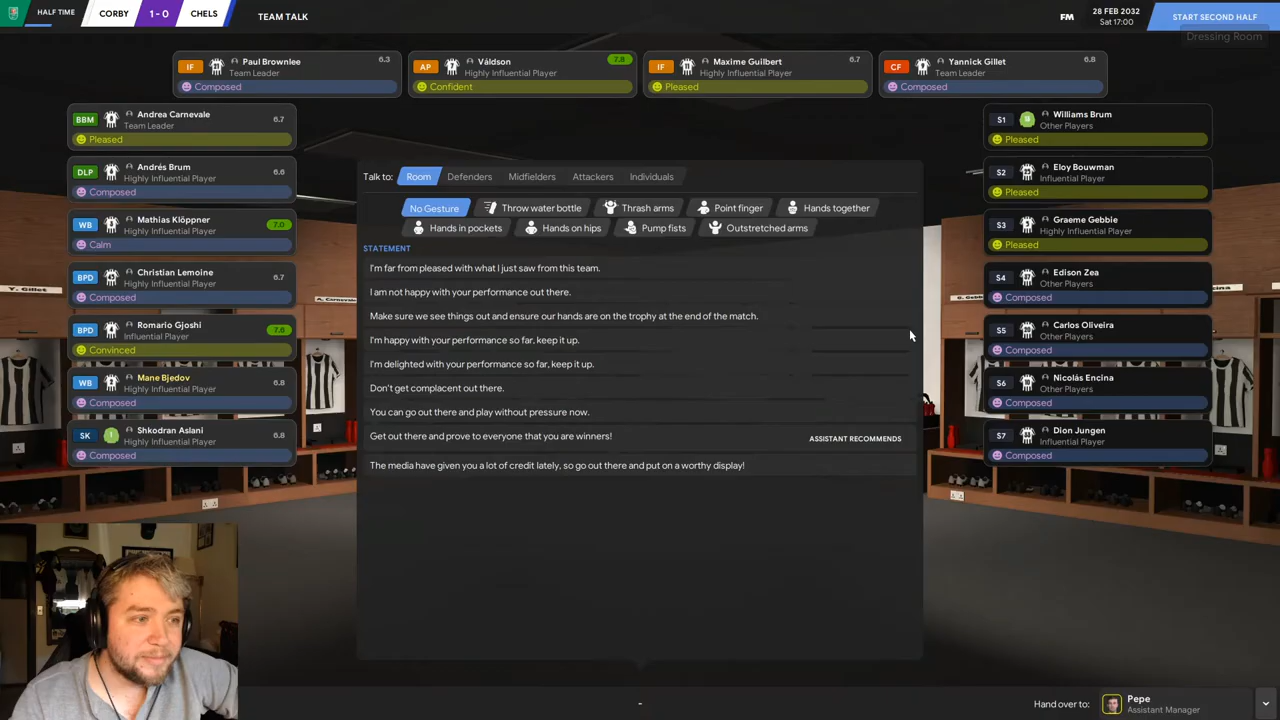 HALF TIME
CORBY
1 - 0
CHELS
TEAM TALK
FM
28 FEB 2032
Sat 17:00
START SECOND HALF
Dressing Room
IF
Paul Brownlee
6.3
Team Leader
Composed
AP
Váldson
7.8
Highly Influential Player
Confident
IF
Maxime Guilbert
6.7
Highly Influential Player
Pleased
CF
Yannick Gillet
6.8
Team Leader
Composed
BBM
Andrea Carnevale
6.7
Team Leader
Pleased
DLP
Andrés Brum
6.6
Highly Influential Player
Composed
WB
Mathias Klöppner
7.0
Highly Influential Player
Calm
BPD
Christian Lemoine
6.7
Highly Influential Player
Composed
BPD
Romario Gjoshi
Influential Player
Convinced
WB
Mane Bjedov
6.8
Highly Influential Player
Composed
SK
Shkodran Aslani
6.8
Highly Influential Player
Composed
Talk to:
Room
Defenders
Midfielders
Attackers
Individuals
No Gesture
Throw water bottle
Thrash arms
Point finger
Hands together
Hands in pockets
Hands on hips
Pump fists
Outstretched arms
STATEMENT
I'm far from pleased with what I just saw from this team.
I am not happy with your performance out there.
Make sure we see things out and ensure our hands are on the trophy at the end of the match.
I'm happy with your performance so far, keep it up.
I'm delighted with your performance so far, keep it up.
Don't get complacent out there.
You can go out there and play without pressure now.
Get out there and prove to everyone that you are winners!
ASSISTANT RECOMMENDS
The media have given you a lot of credit lately, so go out there and put on a worthy display!
S1
Williams Brum
Other Players
Pleased
S2
Eloy Bouwman
Influential Player
Pleased
S3
Graeme Gebbie
Highly Influential Player
Pleased
S4
Edison Zea
Other Players
Composed
S5
Carlos Oliveira
Other Players
Composed
S6
Nicolás Encina
Other Players
Composed
S7
Dion Jungen
Influential Player
Composed
Y. Gillet
-
Hand over to:
Pepe
Assistant Manager